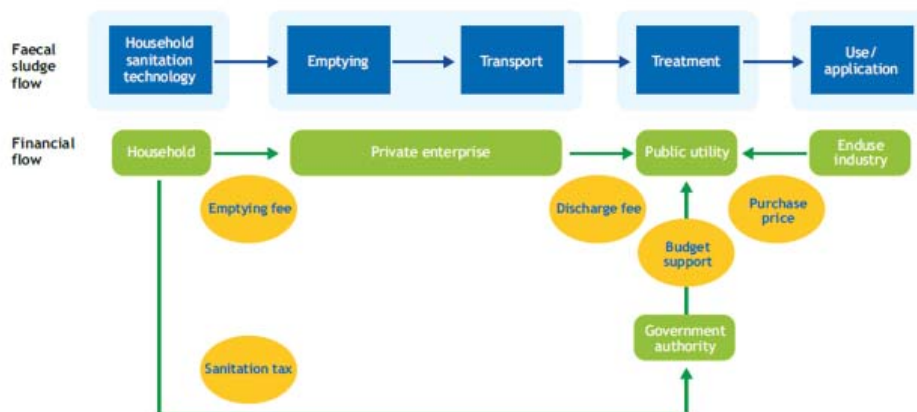 Faecal
sludge
flow
Household
sanitation
technology
Emptying
Transport
Treatment
Use/
application
Financial
flow
Household
Private enterprise
Public utility
Enduse
industry
Emptying fee
Discharge fee
Purchase
price
Budget
support
Government
authority
Sanitation tax